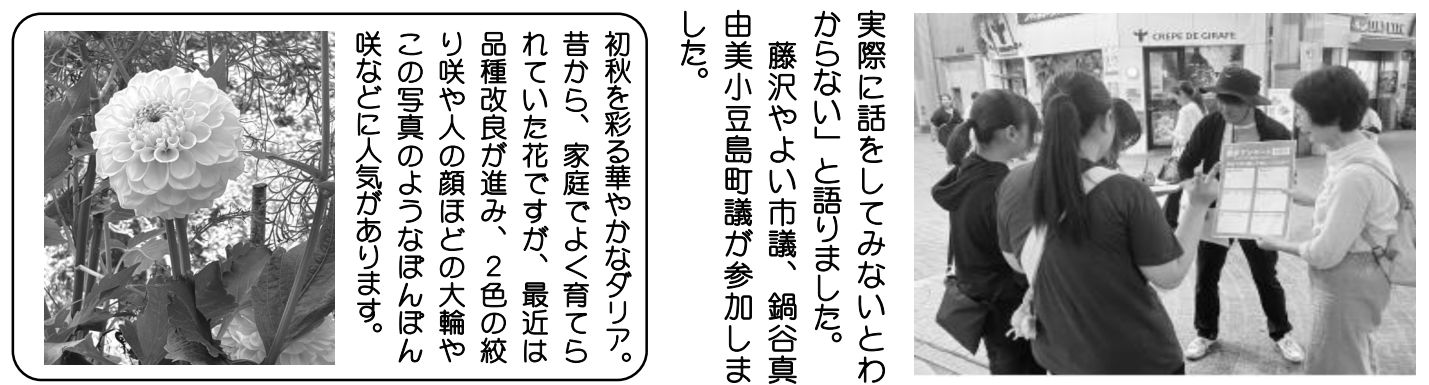 CREPE DE GIRAFE
実際に話をしてみないとわ
からない」と語りました。
藤沢やよい市議、鍋谷真
由美小豆島町議が参加しま
した。
初秋を彩る華やかなダリア。
昔から、家庭でよく育てら
れていた花ですが、最近は
品種改良が進み、２色の絞
り咲や人の顔ほどの大輪や
この写真のようなぽんぽん
咲などに人気があります。